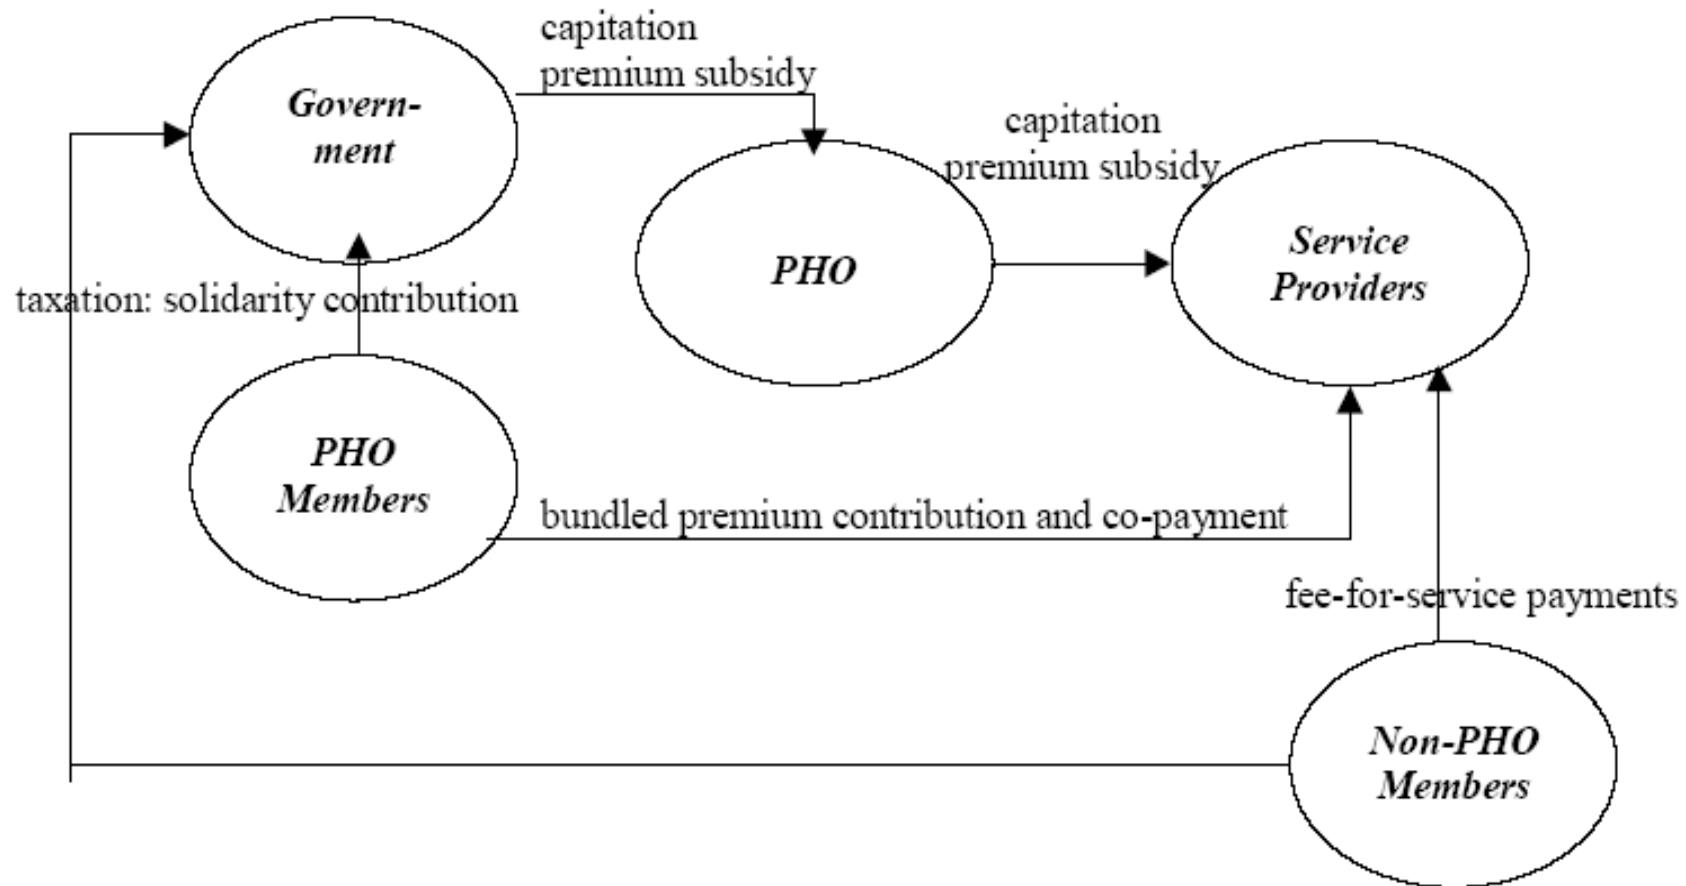 capitation
premium subsidy
Govern-
ment
capitation
premium subsidy
PHO
Service
Providers
taxation: solidarity contribution
PHO
Members
bundled premium contribution and co-payment
fee-for-service payments
Non-PHO
Members